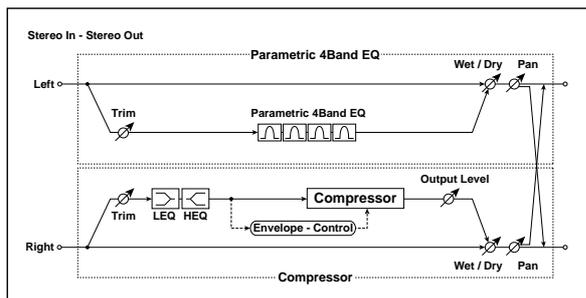 Stereo In - Stereo Out
Parametric 4Band EQ
Wet / Dry
Pan
Left
Trim
Parametric 4Band EQ
Compressor
Output Level
Trim
LEQ
HEQ
Envelope - Control
Right
Wet / Dry
Pan
Compressor